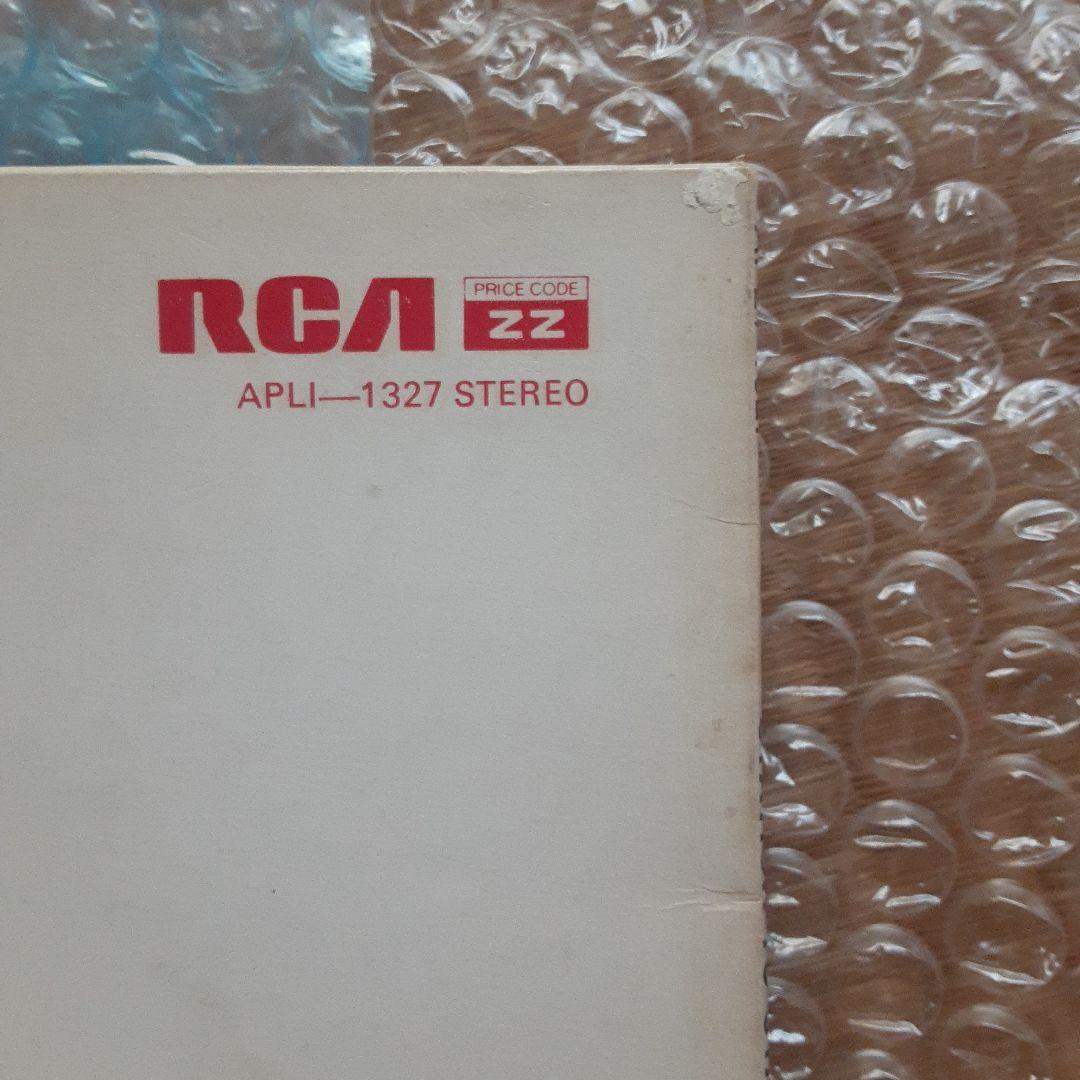 RCA PRICE CODE
ZZ
APLI—1327 STEREO